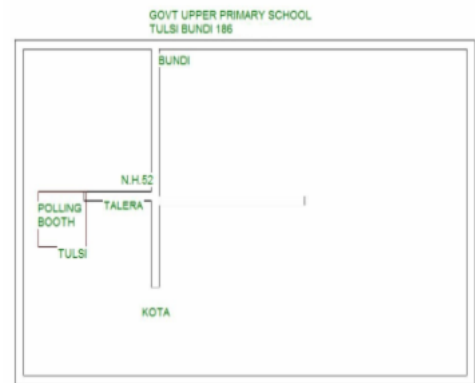 GOVT UPPER PRIMARY SCHOOL
TULSI BUNDI 186
BUNDI
N.H.52
POLLING
BOOTH
TALERA
TULSI
KOTA